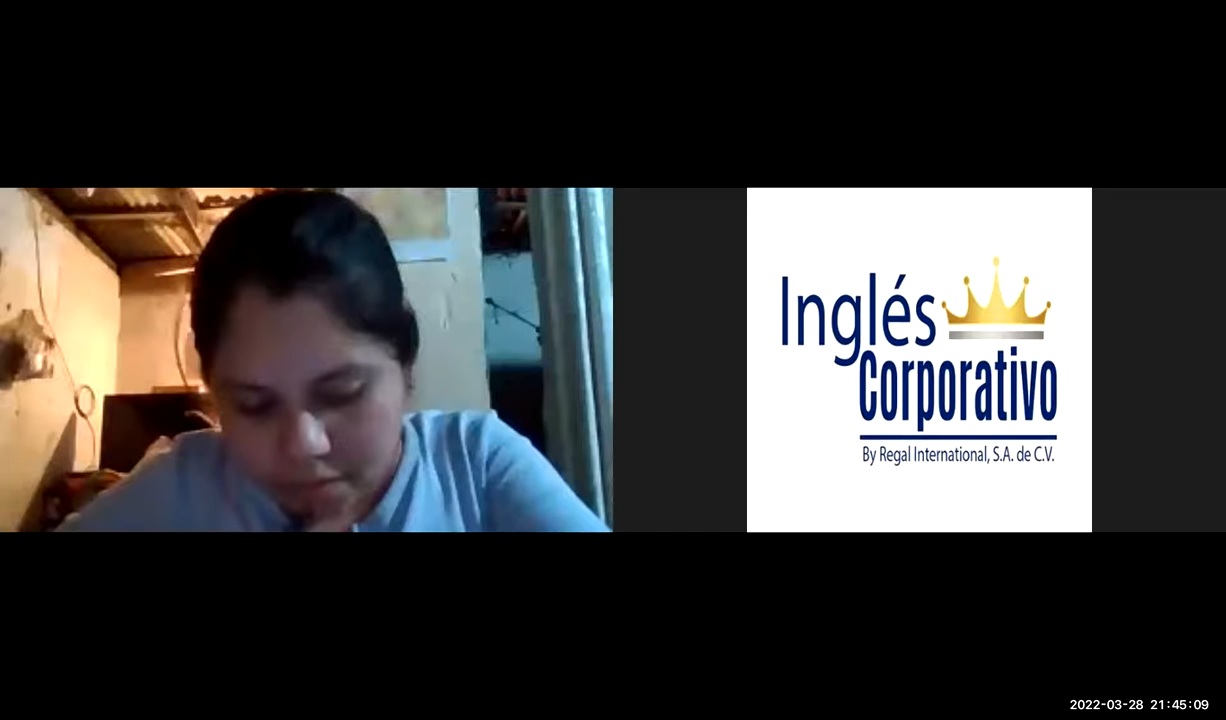 Inglés
Corporativo
By Regal International, S.A. de C.V.
2022-03-28 21:45:09